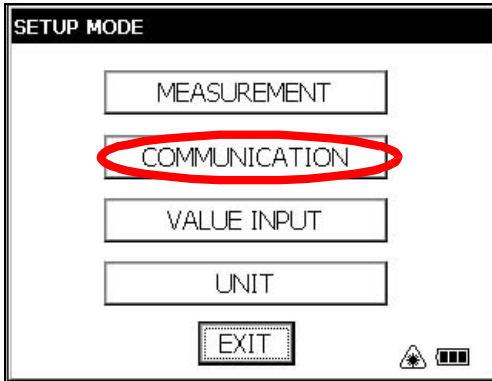 SETUP MODE
MEASUREMENT
COMMUNICATION
VALUE INPUT
UNIT
EXIT